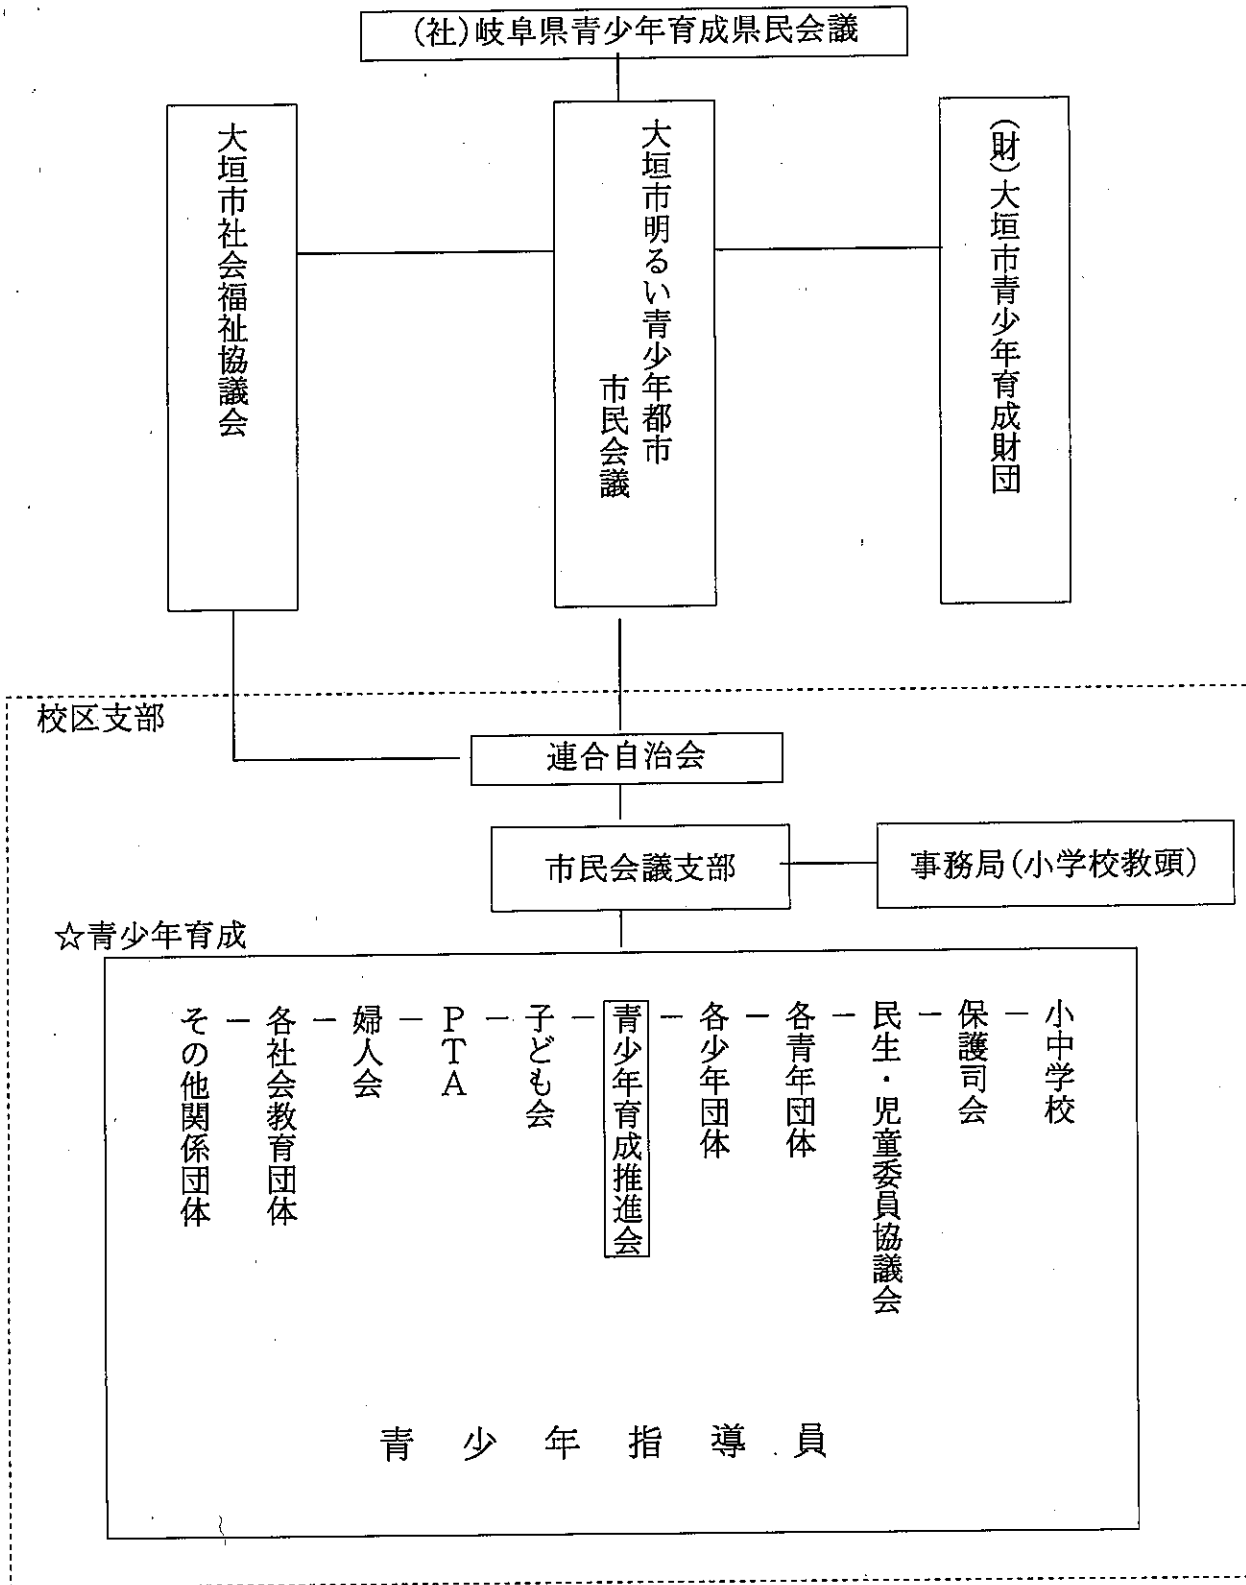 (社)岐阜県青少年育成県民会議
大垣市社会福祉協議会
大垣市明るい青少年都市
市民会議
(財)大垣市青少年育成財団
校区支部
連合自治会
市民会議支部
事務局(小学校教頭)
☆青少年育成
その他関係団体
－
各社会教育団体
－
婦人会
－
PTA
－
子ども会
－
青少年育成推進会
－
各少年団体
－
各青年団体
－
民生・児童委員協議会
－
保護司会
－
小中学校
青少年指導員